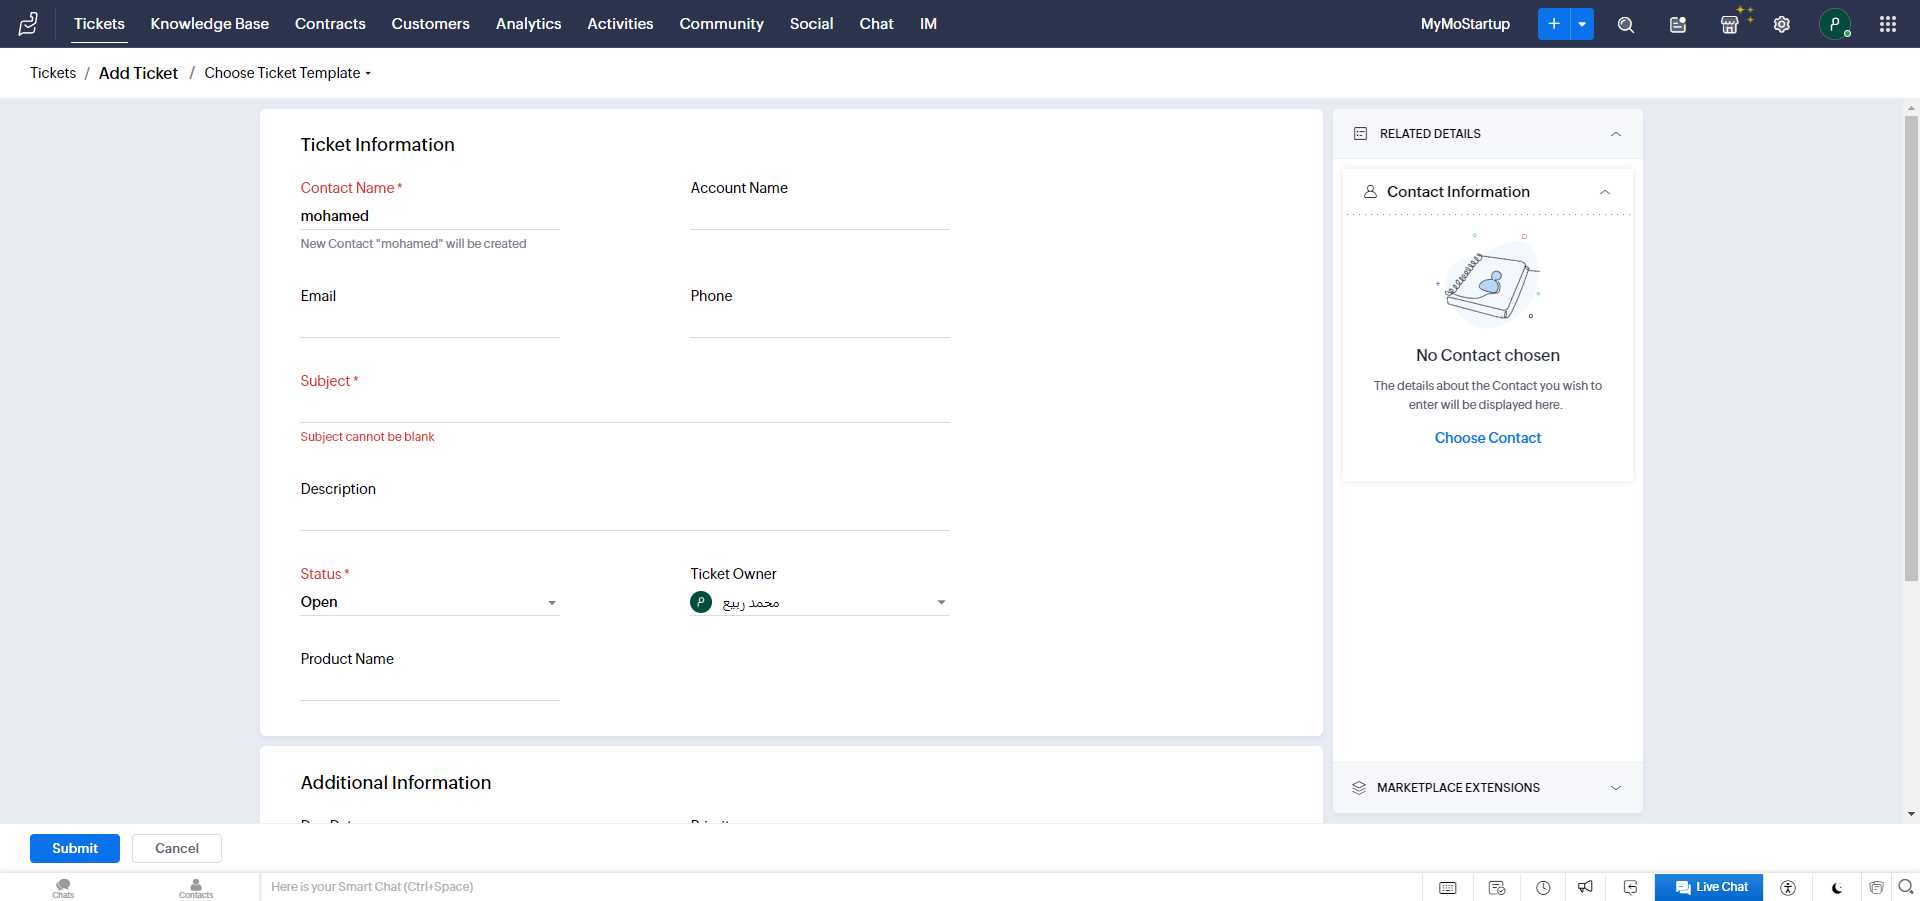 Tickets Knowledge Base Contracts Customers Analytics Activities Community Social Chat IM MyMoStartup
Tickets / Add Ticket / Choose Ticket Template
Ticket Information
Contact Name * Account Name
mohamed
New Contact "mohamed" will be created
Email Phone
Subject *
Subject cannot be blank
Description
Status * Ticket Owner
Open محمد ربيع
Product Name
Additional Information
RELATED DETAILS
Contact Information
No Contact chosen
The details about the Contact you wish to
enter will be displayed here.
Choose Contact
MARKETPLACE EXTENSIONS
Submit Cancel
Chats Contacts Here is your Smart Chat (Ctrl+Space) Live Chat